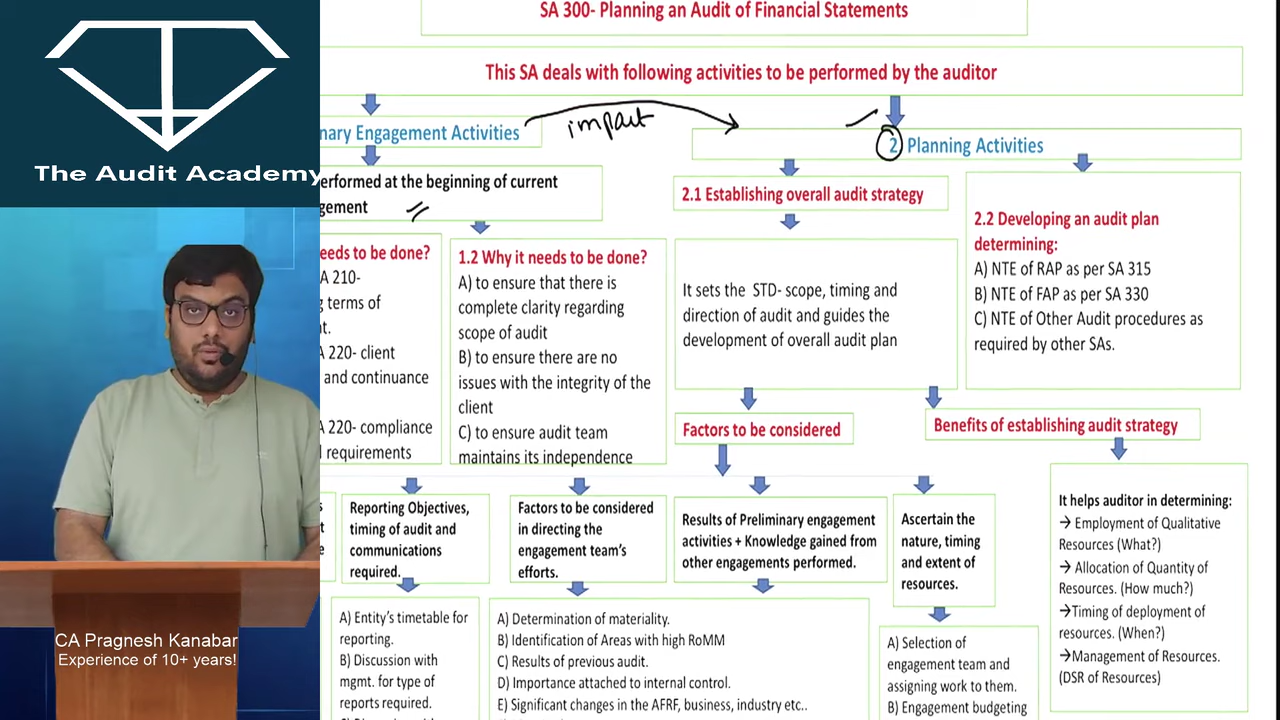 SA 300- Planning an Audit of Financial Statements
This SA deals with following activities to be performed by the auditor
The Audit Academy
CA Pragnesh Kanabar
Experience of 10+ years!
Engagement Activities
impact
2 Planning Activities
at the beginning of current
needs to be done?
SA 210-
terms of
SA 220- client
and continuance
SA 220- compliance
requirements
1.2 Why it needs to be done?
A) to ensure that there is
complete clarity regarding
scope of audit
B) to ensure there are no
issues with the integrity of the
client
C) to ensure audit team
maintains its independence
2.1 Establishing overall audit strategy
It sets the STD- scope, timing and
direction of audit and guides the
development of overall audit plan
2.2 Developing an audit plan
determining:
A) NTE of RAP as per SA 315
B) NTE of FAP as per SA 330
C) NTE of Other Audit procedures as
required by other SAs.
Factors to be considered
Benefits of establishing audit strategy
Reporting Objectives,
timing of audit and
communications
required.
Factors to be considered
in directing the
engagement team's
efforts.
Results of Preliminary engagement
activities + Knowledge gained from
other engagements performed.
Ascertain the
nature, timing
and extent of
resources.
It helps auditor in determining:
→ Employment of Qualitative
Resources (What?)
→ Allocation of Quantity of
Resources. (How much?)
→Timing of deployment of
resources. (When?)
→Management of Resources.
(DSR of Resources)
A) Entity's timetable for
reporting.
B) Discussion with
mgmt. for type of
reports required.
A) Determination of materiality.
B) Identification of Areas with high RoMM
C) Results of previous audit.
D) Importance attached to internal control.
E) Significant changes in the AFRF, business, industry etc..
A) Selection of
engagement team and
assigning work to them.
B) Engagement budgeting